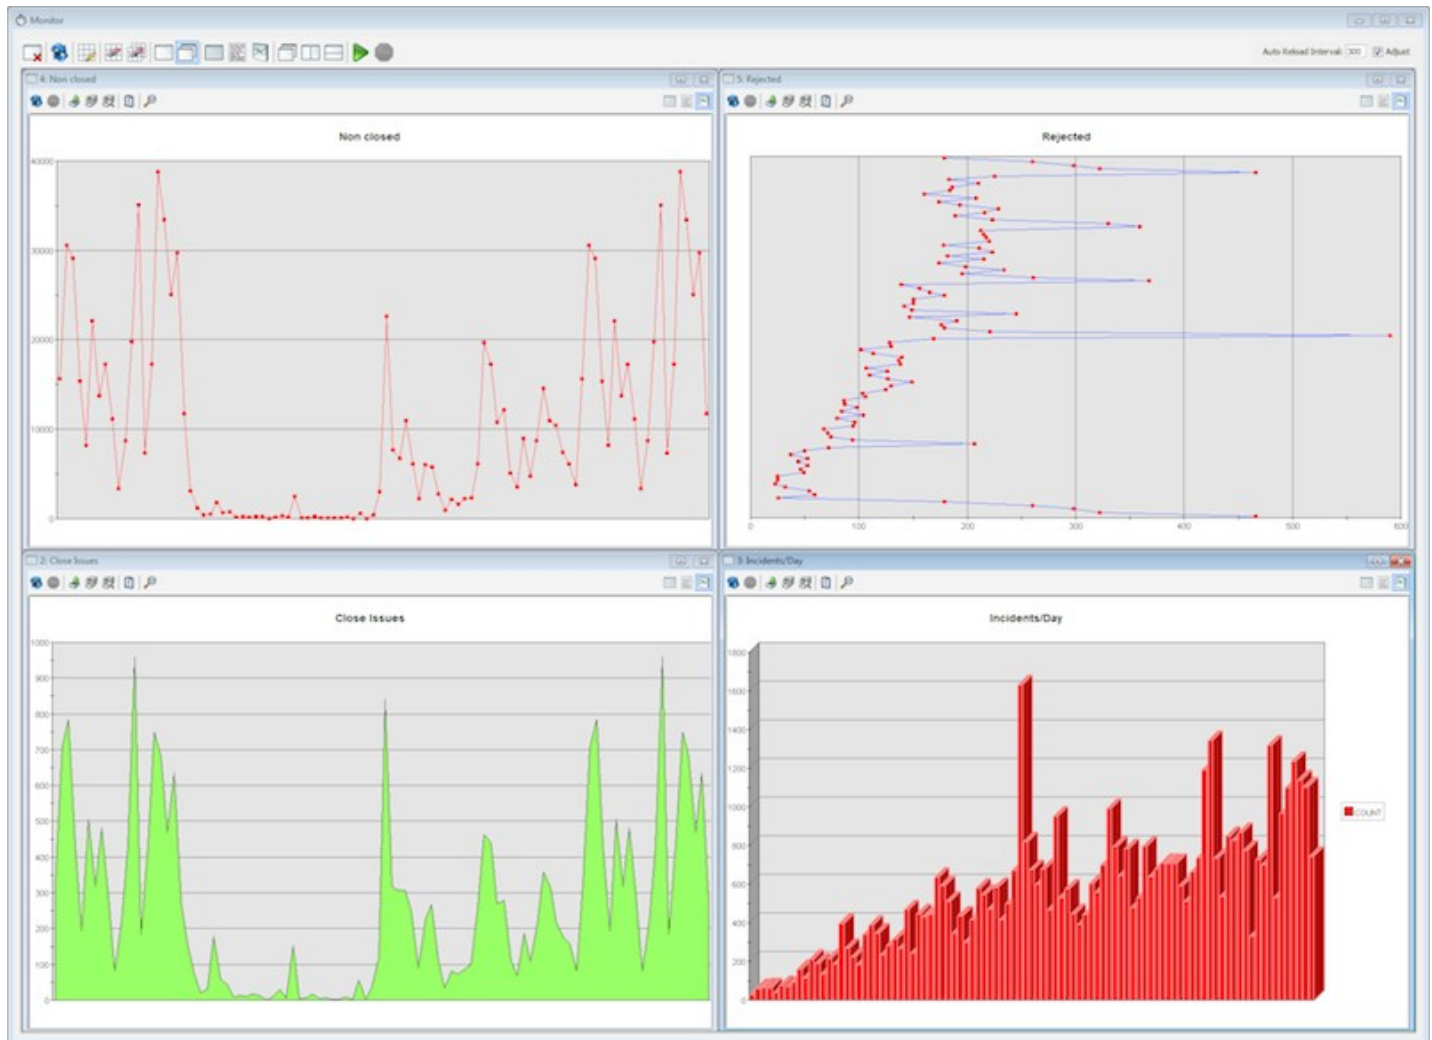 Monitor
Auto Reload Interval: 300 Adjust
4: Non closed
Non closed
40000
30000
20000
10000
0
5: Rejected
Rejected
0 100 200 300 400 500 600
2: Close Issues
Close Issues
1000
900
800
700
600
500
400
300
200
100
0
3: Incidents/Day
Incidents/Day
1800
1600
1400
1200
1000
800
600
400
200
0
COUNT